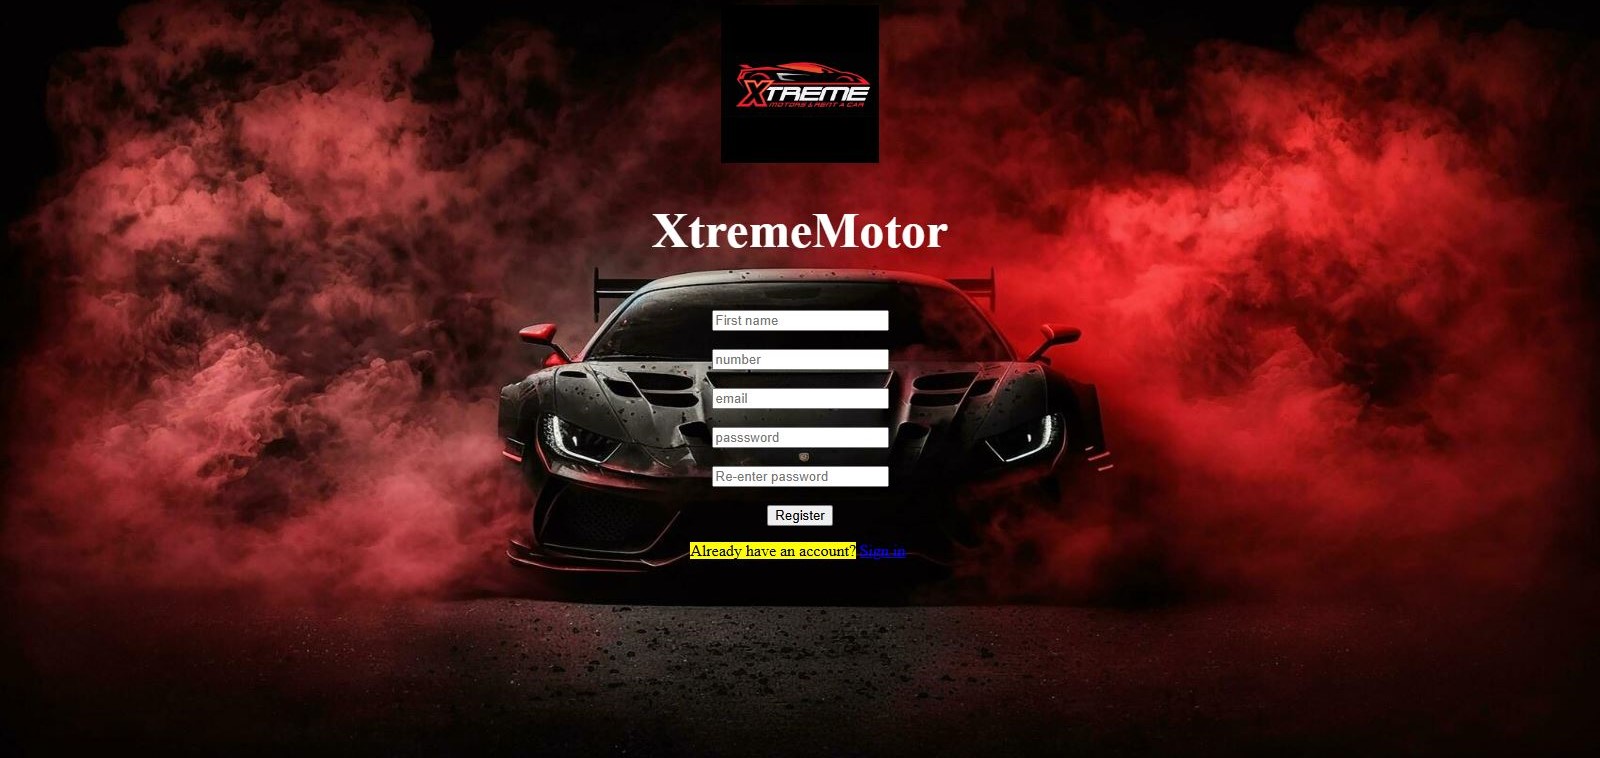 XTREME
MOTORS & RENT A CAR
XtremeMotor
First name
number
email
passsword
Re-enter password
Register
Already have an account? Sign in